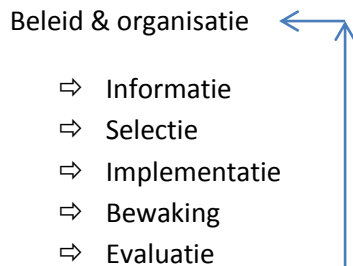 Beleid & organisatie
⇨ Informatie
⇨ Selectie
⇨ Implementatie
⇨ Bewaking
⇨ Evaluatie